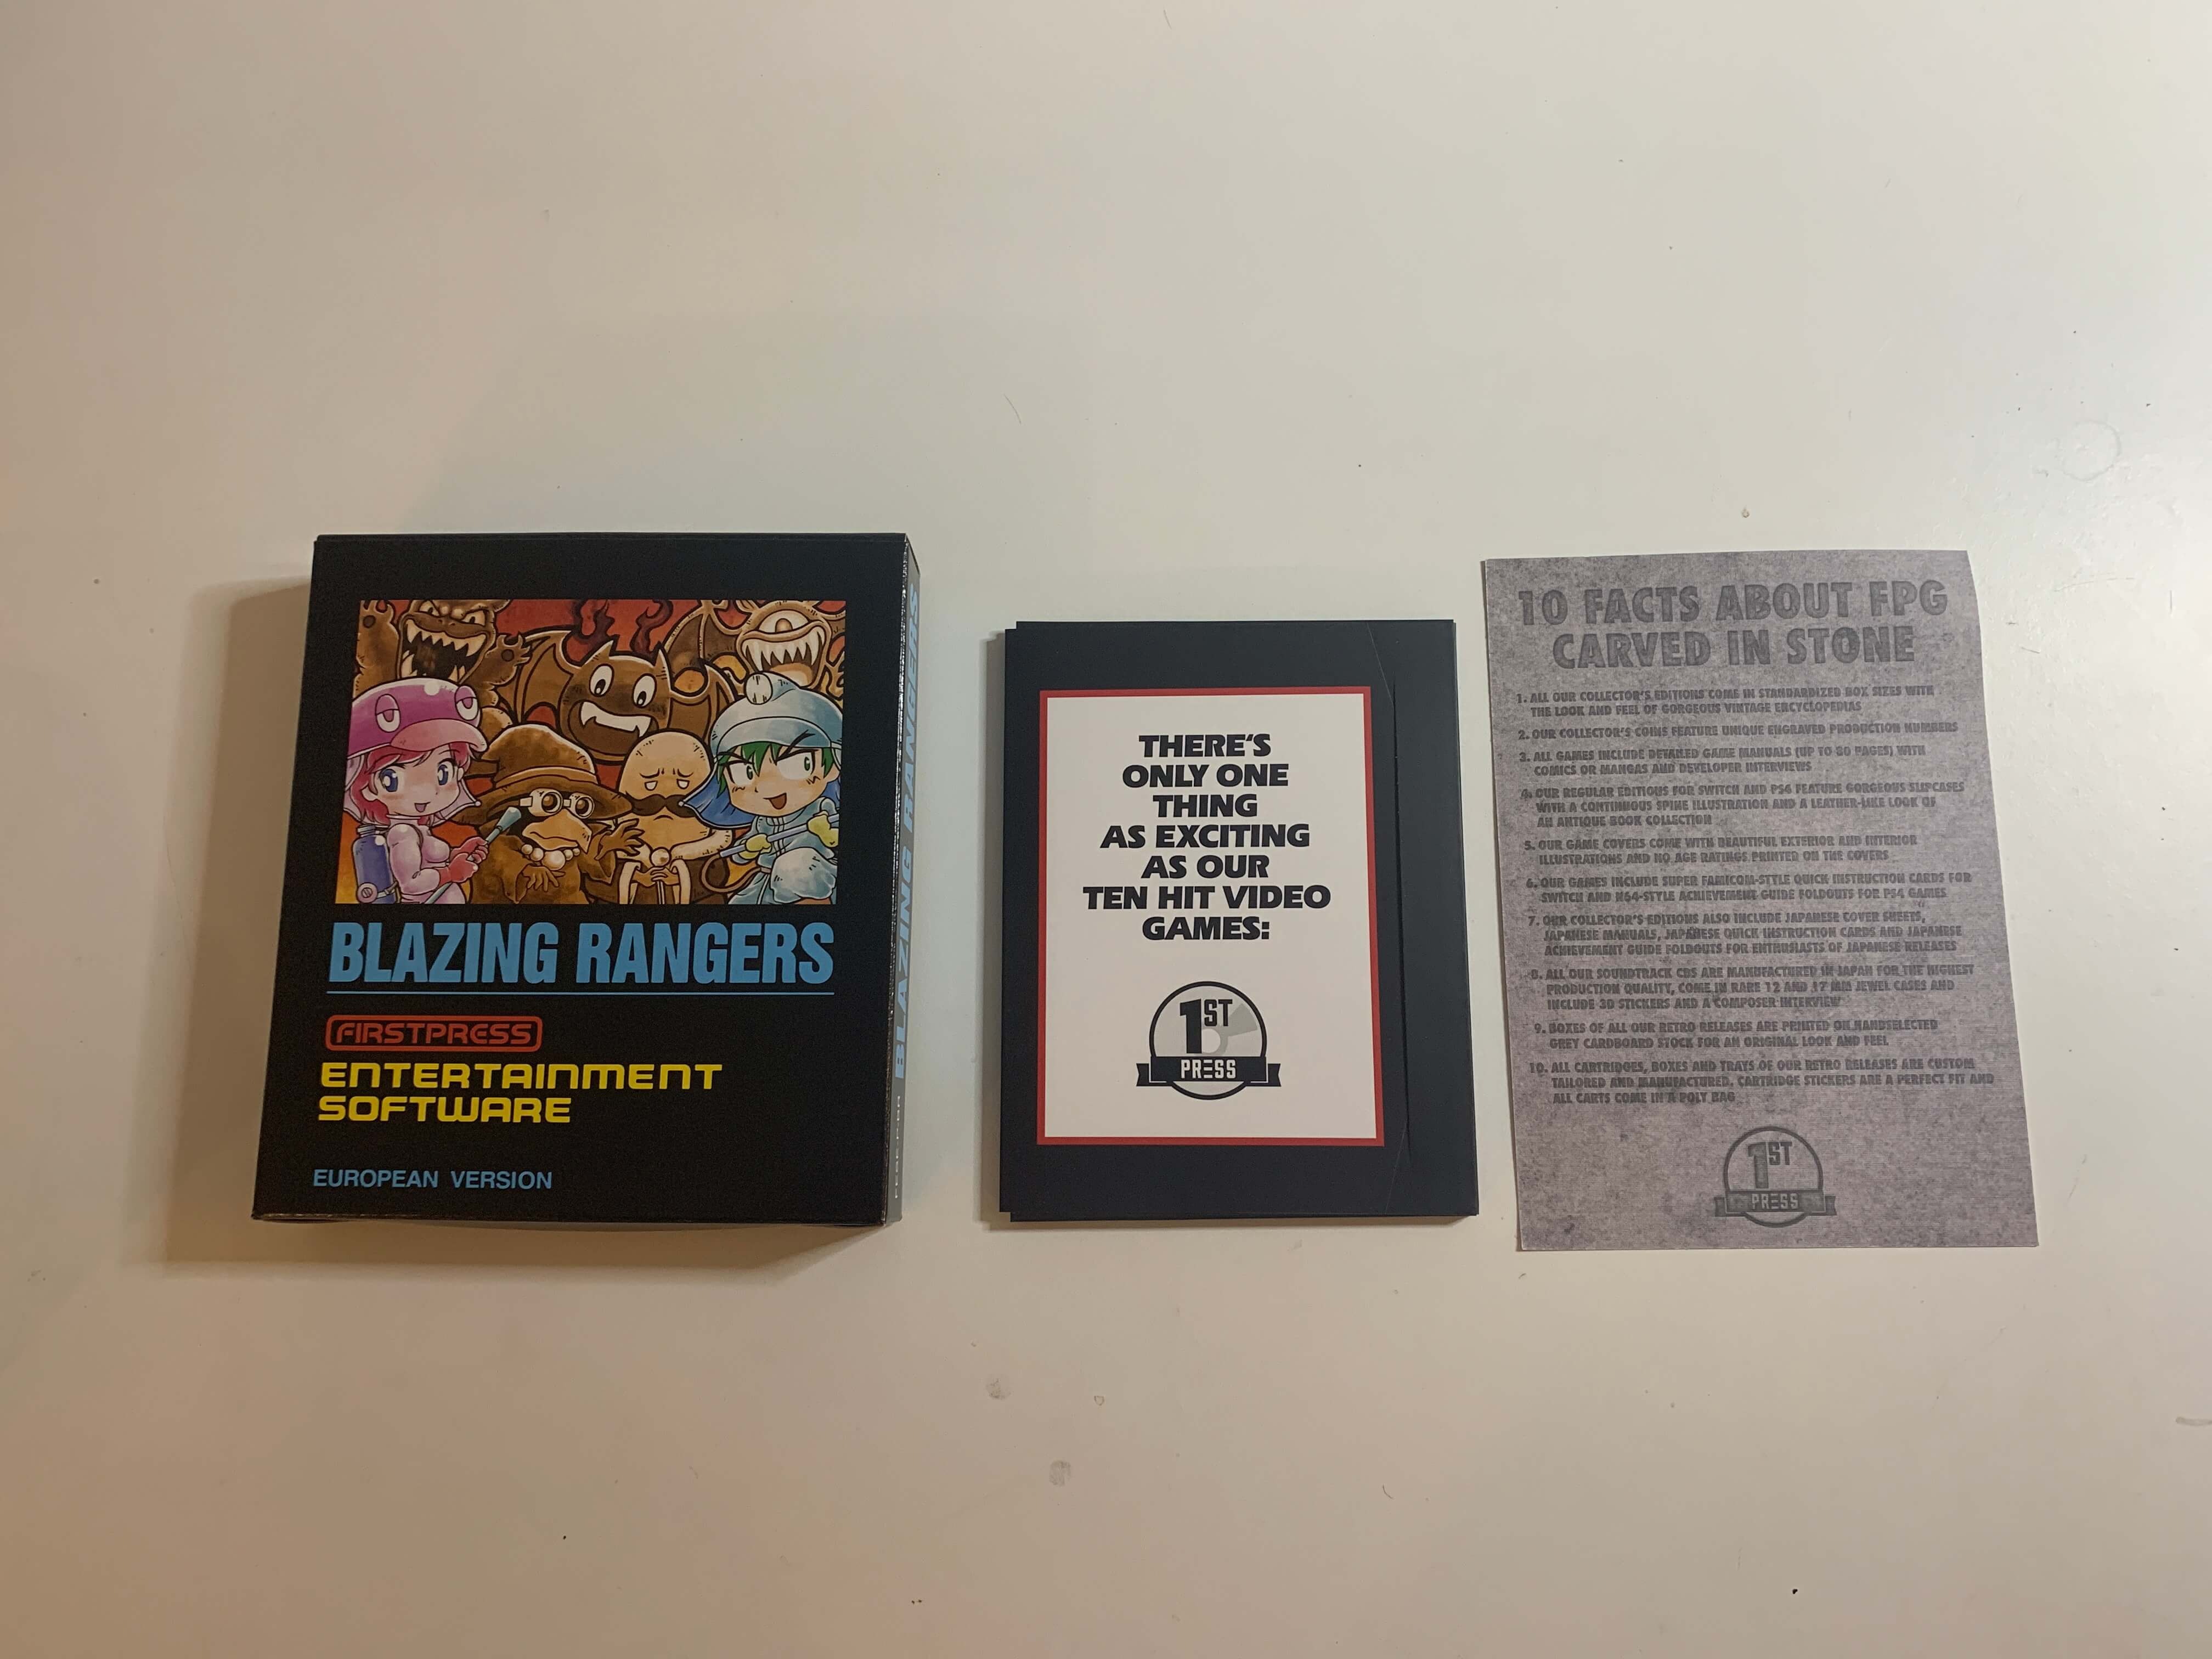 BLAZING RANGERS
FIRSTPRESS
ENTERTAINMENT
SOFTWARE
EUROPEAN VERSION
BLAZING RANGERS
THERE'S
ONLY ONE
THING
AS EXCITING
AS OUR
TEN HIT VIDEO
GAMES:
1ST
PRESS
10 FACTS ABOUT FPG
CARVED IN STONE
1. ALL OUR COLLECTOR'S EDITIONS COME IN STANDARDIZED BOX SIZES WITH
THE LOOK AND FEEL OF GORGEOUS VINTAGE ENCYCLOPEDIAS
2. OUR COLLECTOR'S COINS FEATURE UNIQUE ENGRAVED PRODUCTION NUMBERS
3. ALL GAMES INCLUDE DETAILED GAME MANUALS (UP TO 80 PAGES) WITH
COMICS OR MANGAS AND DEVELOPER INTERVIEWS
4. OUR REGULAR EDITIONS FOR SWITCH AND PS4 FEATURE GORGEOUS SLIPCASES
WITH A CONTINUOUS SPINE ILLUSTRATION AND A LEATHER-LIKE LOOK OF
AN ANTIQUE BOOK COLLECTION
5. OUR GAME COVERS COME WITH BEAUTIFUL EXTERIOR AND INTERIOR
ILLUSTRATIONS AND NO AGE RATINGS PRINTED ON THE COVERS
6. OUR GAMES INCLUDE SUPER FAMICOM-STYLE QUICK INSTRUCTION CARDS FOR
SWITCH AND N64-STYLE ACHIEVEMENT GUIDE FOLDOUTS FOR PS4 GAMES
7. OUR COLLECTOR'S EDITIONS ALSO INCLUDE JAPANESE COVER SHEETS,
JAPANESE MANUALS, JAPANESE QUICK INSTRUCTION CARDS AND JAPANESE
ACHIEVEMENT GUIDE FOLDOUTS FOR ENTHUSIASTS OF JAPANESE RELEASES
8. ALL OUR SOUNDTRACK CDS ARE MANUFACTURED IN JAPAN FOR THE HIGHEST
PRODUCTION QUALITY, COME IN RARE 12 AND 17 MM JEWEL CASES AND
INCLUDE 3D STICKERS AND A COMPOSER INTERVIEW
9. BOXES OF ALL OUR RETRO RELEASES ARE PRINTED ON HANDSELECTED
GREY CARDBOARD STOCK FOR AN ORIGINAL LOOK AND FEEL
10. ALL CARTRIDGES, BOXES AND TRAYS OF OUR RETRO RELEASES ARE CUSTOM
TAILORED AND MANUFACTURED. CARTRIDGE STICKERS ARE A PERFECT FIT AND
ALL CARTS COME IN A POLY BAG
1ST
PRESS